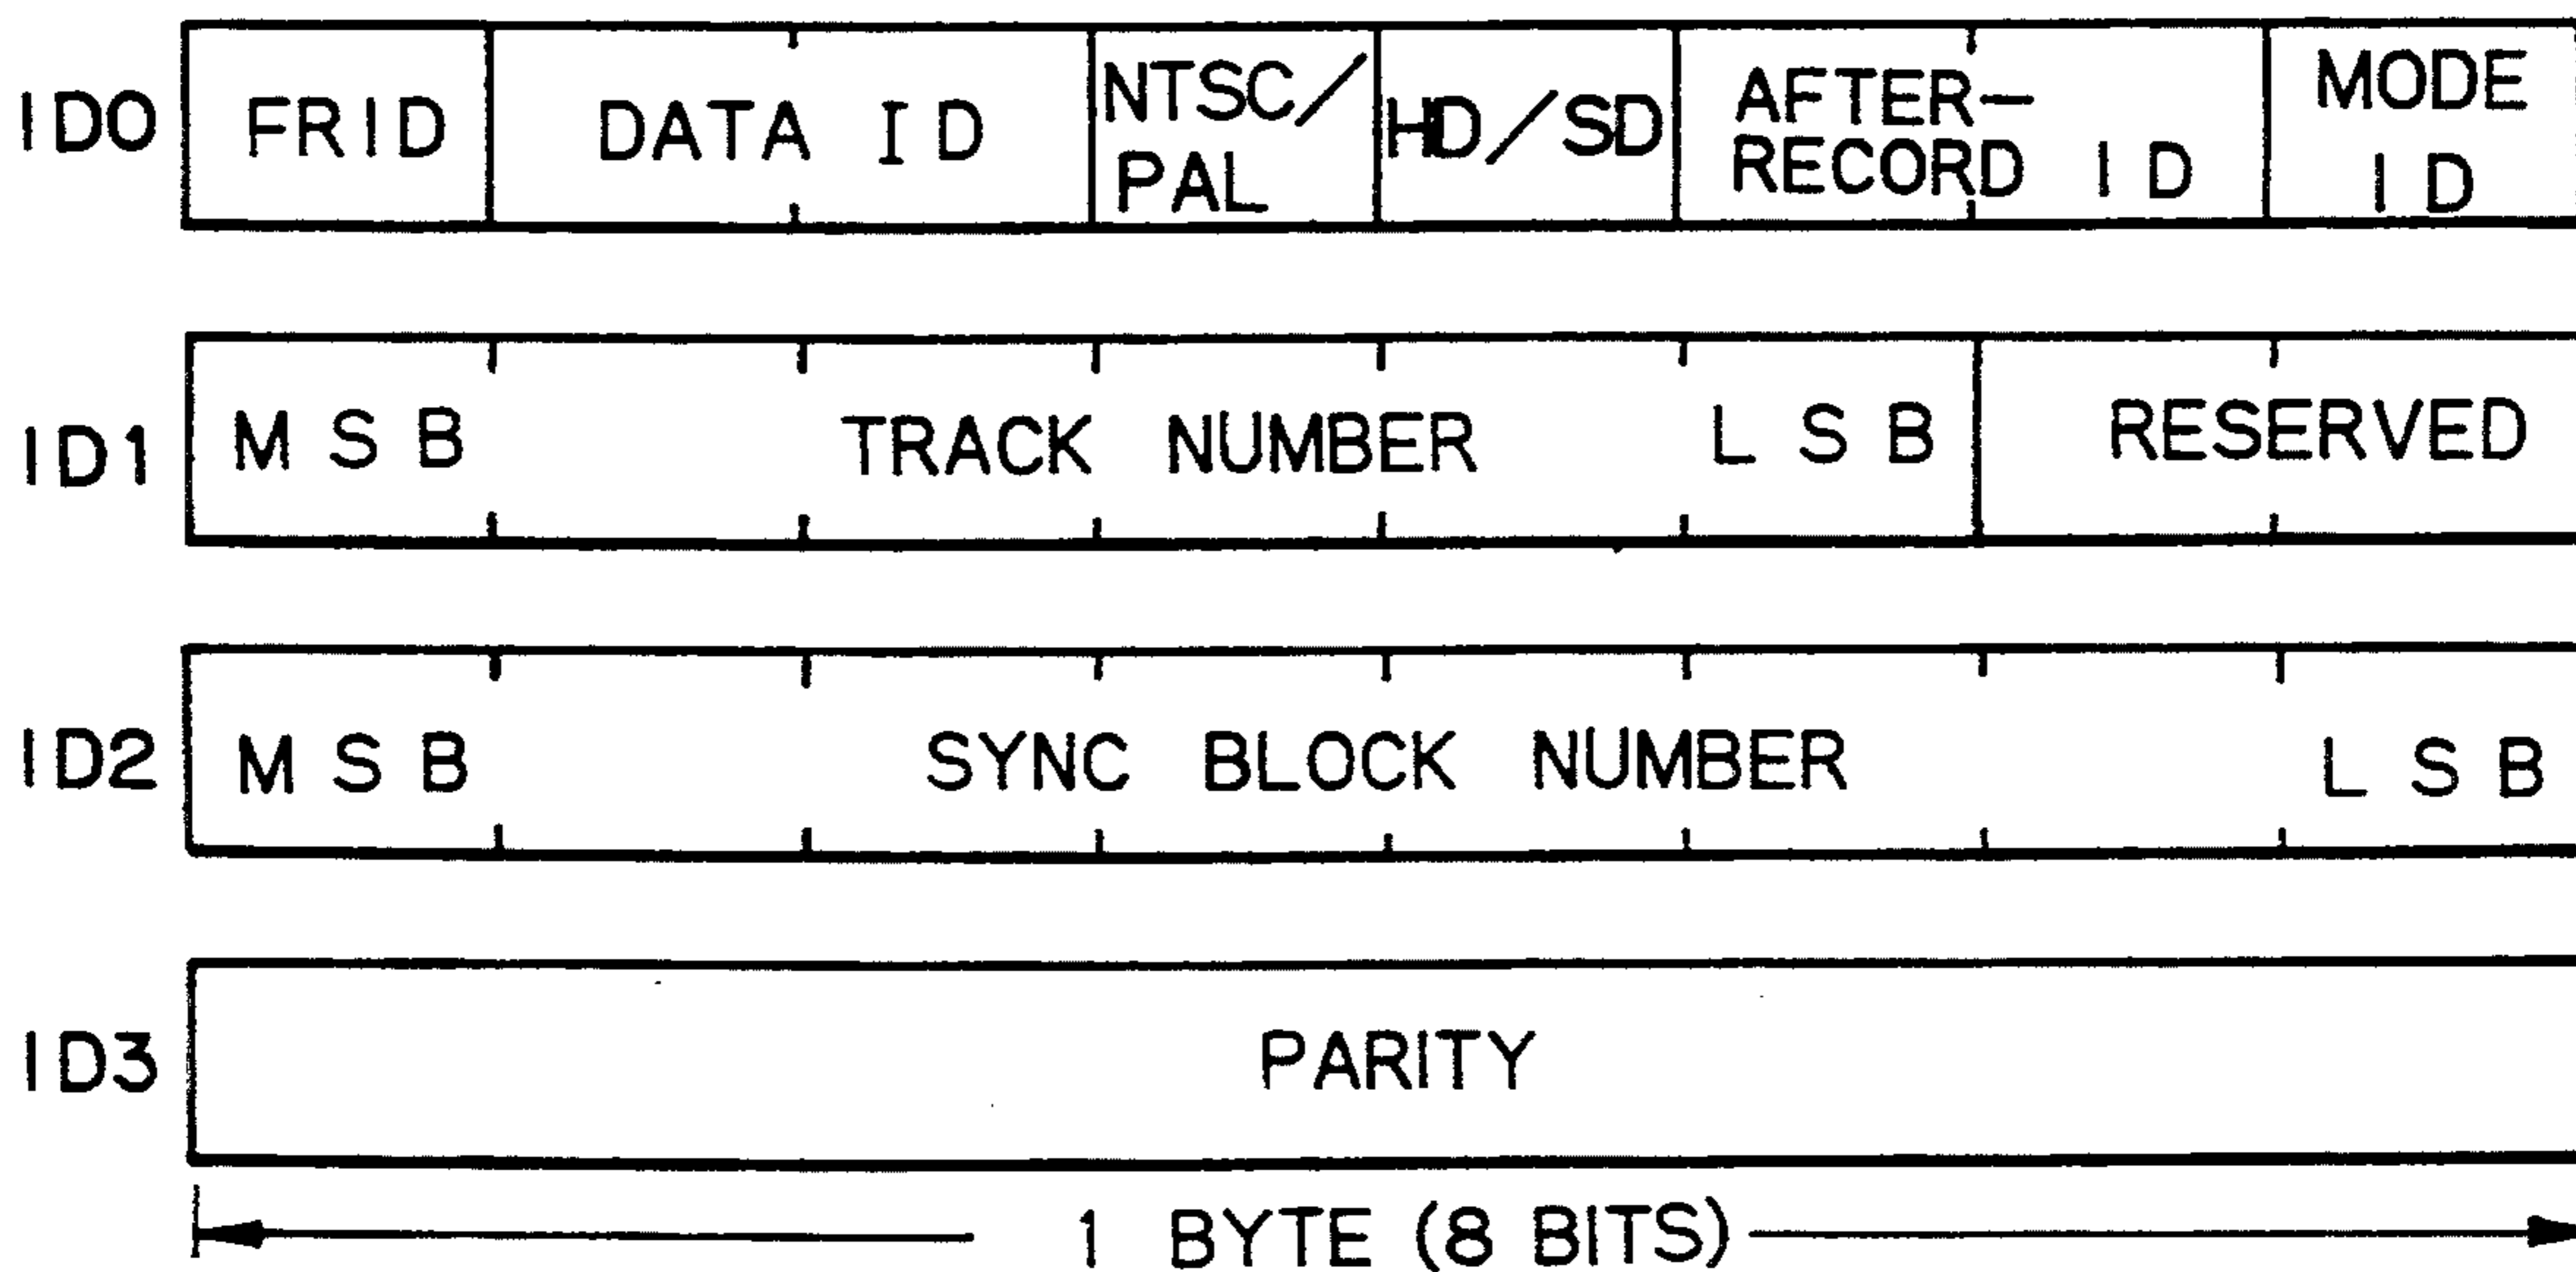 ID0 FRID DATA ID NTSC/ PAL HD/SD AFTER- RECORD ID MODE ID
ID1 MSB TRACK NUMBER LSB RESERVED
ID2 MSB SYNC BLOCK NUMBER LSB
ID3 PARITY
1 BYTE (8 BITS)